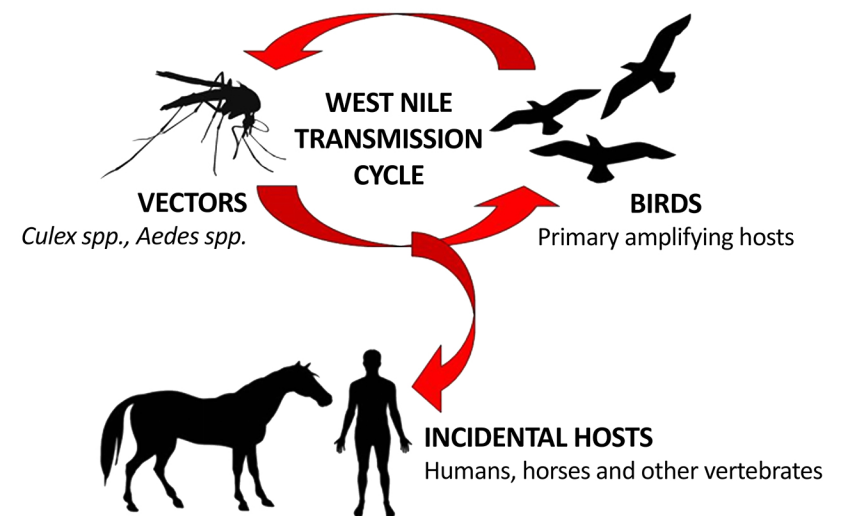 WEST NILE
TRANSMISSION
CYCLE
VECTORS
Culex spp., Aedes spp.
BIRDS
Primary amplifying hosts
INCIDENTAL HOSTS
Humans, horses and other vertebrates